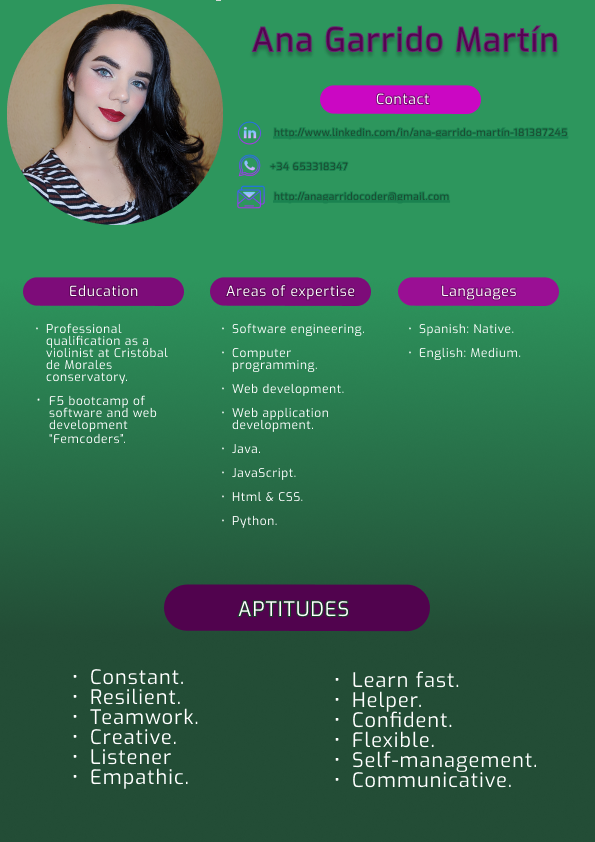 Ana Garrido Martín
Contact
http://www.linkedin.com/in/ana-garrido-martín-181387245
+34 653318347
http://anagarridocoder@gmail.com
Education
· Professional
qualification as a
violinist at Cristóbal
de Morales
conservatory.
· F5 bootcamp of
software and web
development
"Femcoders".
Areas of expertise
· Software engineering.
· Computer
programming.
· Web development.
· Web application
development.
· Java.
· JavaScript.
· Html & CSS.
· Python.
Languages
· Spanish: Native.
· English: Medium.
APTITUDES
· Constant.
· Resilient.
· Teamwork.
· Creative.
· Listener
· Empathic.
· Learn fast.
· Helper.
· Confident.
· Flexible.
· Self-management.
· Communicative.